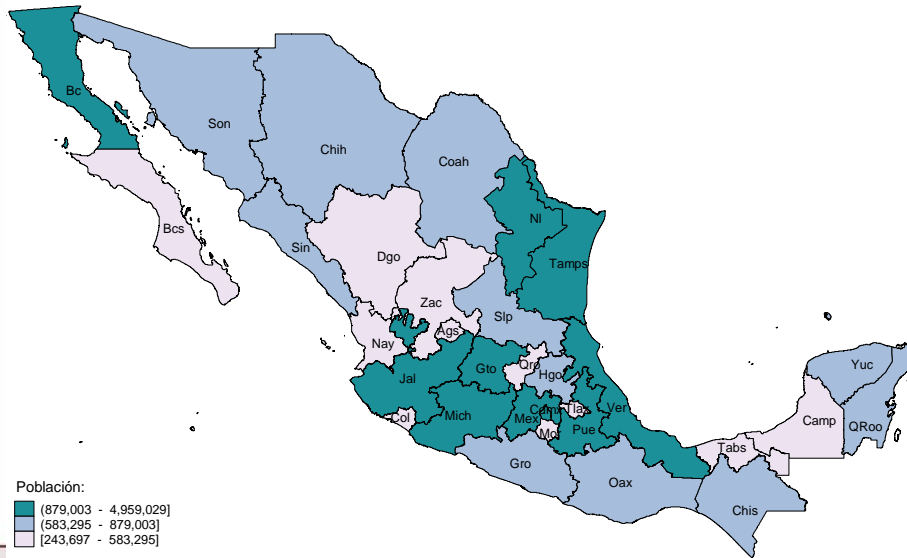 Bc
Son
Chih
Coah
Bcs
Sin
Dgo
Nl
Tamps
Zac
Slp
Nay
Ags
Jal
Gto
Qro
Hgo
Yuc
Col
Mich
Mex
Cdmx
Tlax
Ver
Camp
QRoo
Mor
Pue
Tabs
Gro
Oax
Chis
Población:
(879,003 - 4,959,029]
(583,295 - 879,003]
[243,697 - 583,295]